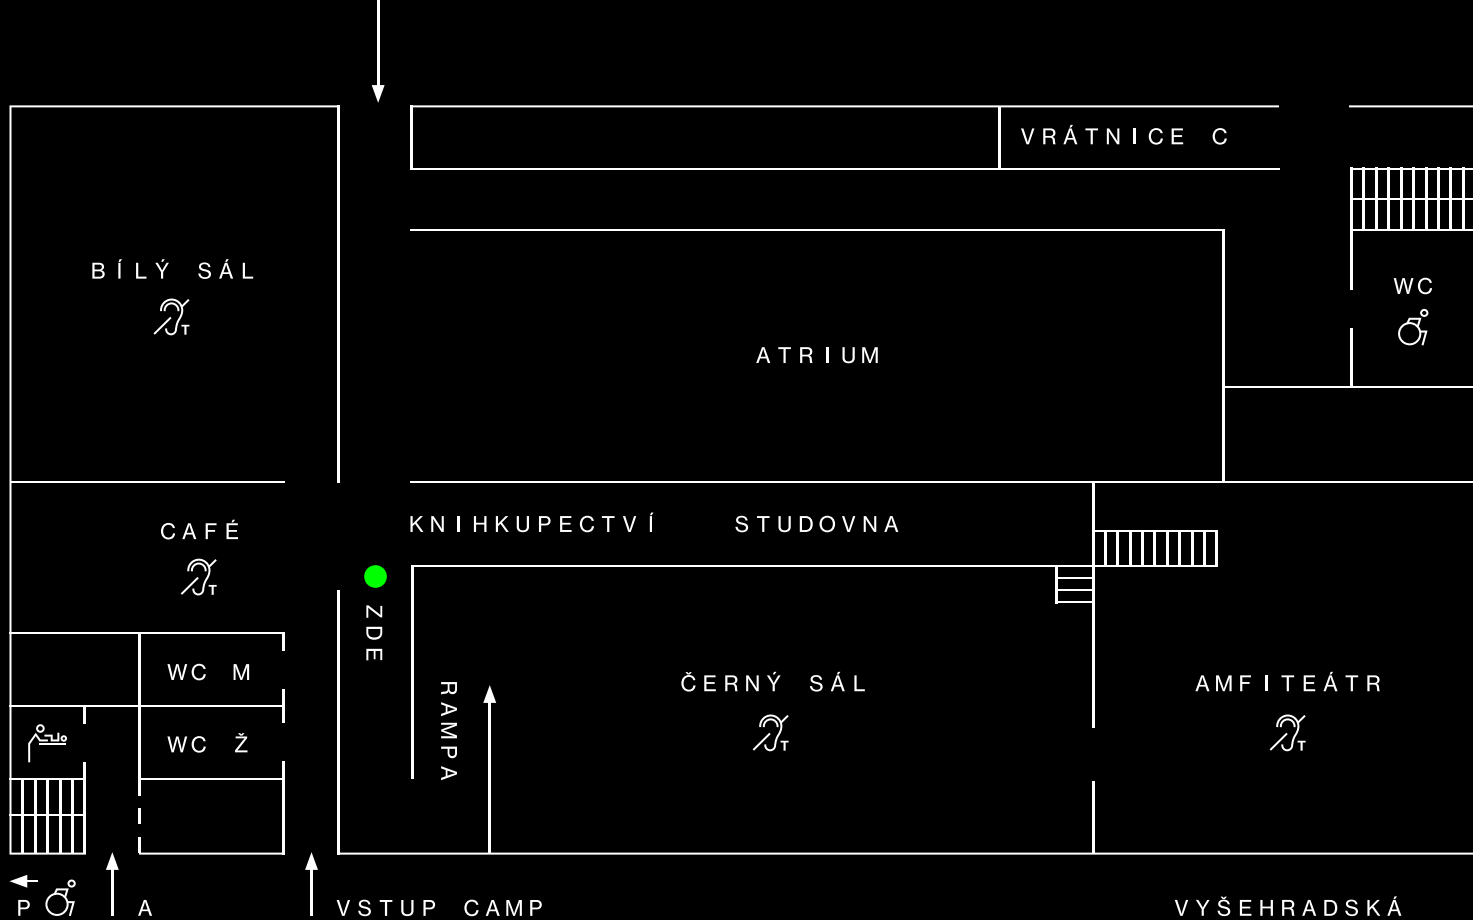 VRÁTNICE C
BÍLÝ SÁL
T
WC
ATRIUM
CAFÉ
T
KNIHKUPECTVÍ
STUDOVNA
ZDE
WC M
WC Ž
RAMPA
ČERNÝ SÁL
T
AMFITEÁTR
T
P
A
VSTUP CAMP
VYŠEHRADSKÁ